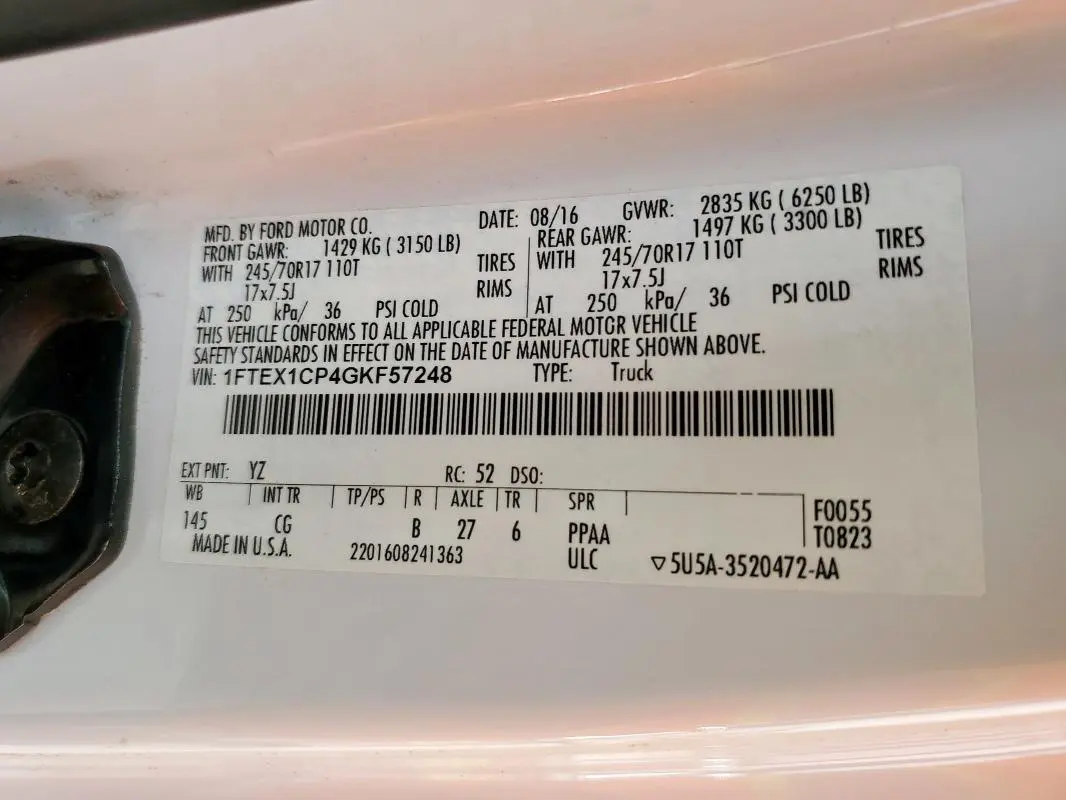 MFD. BY FORD MOTOR CO. DATE: 08/16 GVWR: 2835 KG ( 6250 LB)
FRONT GAWR: 1429 KG ( 3150 LB) REAR GAWR: 1497 KG ( 3300 LB)
WITH 245/70R17 110T TIRES WITH 245/70R17 110T TIRES
17x7.5J RIMS 17x7.5J RIMS
AT 250 kPa/ 36 PSI COLD AT 250 kPa/ 36 PSI COLD
THIS VEHICLE CONFORMS TO ALL APPLICABLE FEDERAL MOTOR VEHICLE
SAFETY STANDARDS IN EFFECT ON THE DATE OF MANUFACTURE SHOWN ABOVE.
VIN: 1FTEX1CP4GKF57248 TYPE: Truck
EXT PNT: YZ RC: 52 DSO:
WB INT TR TP/PS R AXLE TR SPR F0055
145 CG B 27 6 PPAA T0823
MADE IN U.S.A. 2201608241363 ULC ▽5U5A-3520472-AA